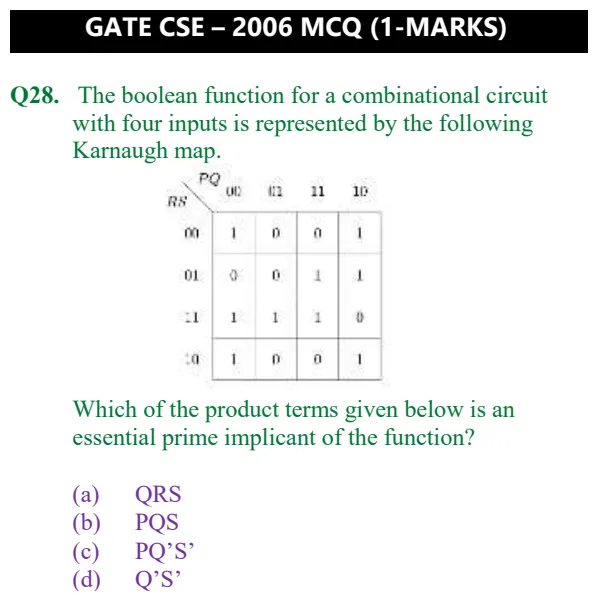 GATE CSE – 2006 MCQ (1-MARKS)
Q28. The boolean function for a combinational circuit
with four inputs is represented by the following
Karnaugh map.
PQ
RS
00 01 11 10
00 1 0 0 1
01 0 0 1 1
11 1 1 1 0
10 1 0 0 1
Which of the product terms given below is an
essential prime implicant of the function?
(a) QRS
(b) PQS
(c) PQ’S’
(d) Q’S’